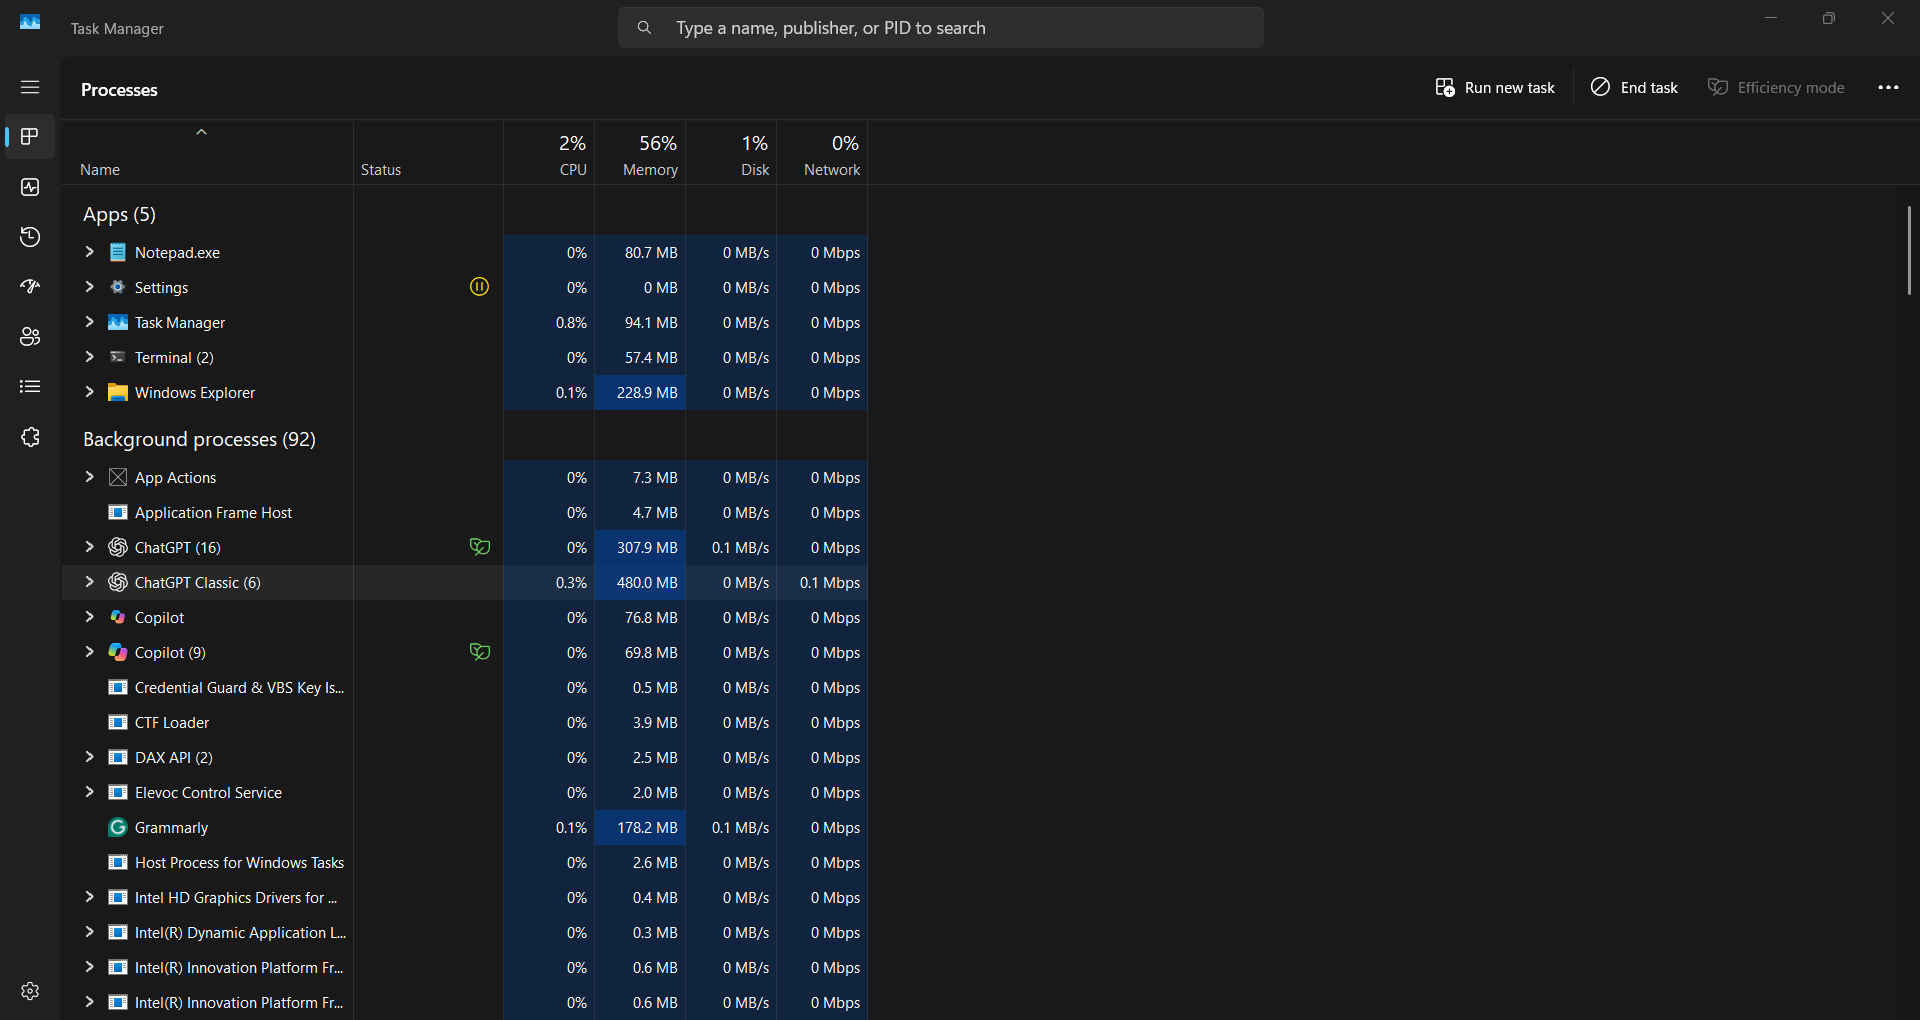 Task Manager
Type a name, publisher, or PID to search
Processes
Run new task
End task
Efficiency mode
2% 56% 1% 0%
Name Status CPU Memory Disk Network
Apps (5)
Notepad.exe 0% 80.7 MB 0 MB/s 0 Mbps
Settings 0% 0 MB 0 MB/s 0 Mbps
Task Manager 0.8% 94.1 MB 0 MB/s 0 Mbps
Terminal (2) 0% 57.4 MB 0 MB/s 0 Mbps
Windows Explorer 0.1% 228.9 MB 0 MB/s 0 Mbps
Background processes (92)
App Actions 0% 7.3 MB 0 MB/s 0 Mbps
Application Frame Host 0% 4.7 MB 0 MB/s 0 Mbps
ChatGPT (16) 0% 307.9 MB 0.1 MB/s 0 Mbps
ChatGPT Classic (6) 0.3% 480.0 MB 0 MB/s 0.1 Mbps
Copilot 0% 76.8 MB 0 MB/s 0 Mbps
Copilot (9) 0% 69.8 MB 0 MB/s 0 Mbps
Credential Guard & VBS Key Is... 0% 0.5 MB 0 MB/s 0 Mbps
CTF Loader 0% 3.9 MB 0 MB/s 0 Mbps
DAX API (2) 0% 2.5 MB 0 MB/s 0 Mbps
Elevoc Control Service 0% 2.0 MB 0 MB/s 0 Mbps
Grammarly 0.1% 178.2 MB 0.1 MB/s 0 Mbps
Host Process for Windows Tasks 0% 2.6 MB 0 MB/s 0 Mbps
Intel HD Graphics Drivers for ... 0% 0.4 MB 0 MB/s 0 Mbps
Intel(R) Dynamic Application L... 0% 0.3 MB 0 MB/s 0 Mbps
Intel(R) Innovation Platform Fr... 0% 0.6 MB 0 MB/s 0 Mbps
Intel(R) Innovation Platform Fr... 0% 0.6 MB 0 MB/s 0 Mbps